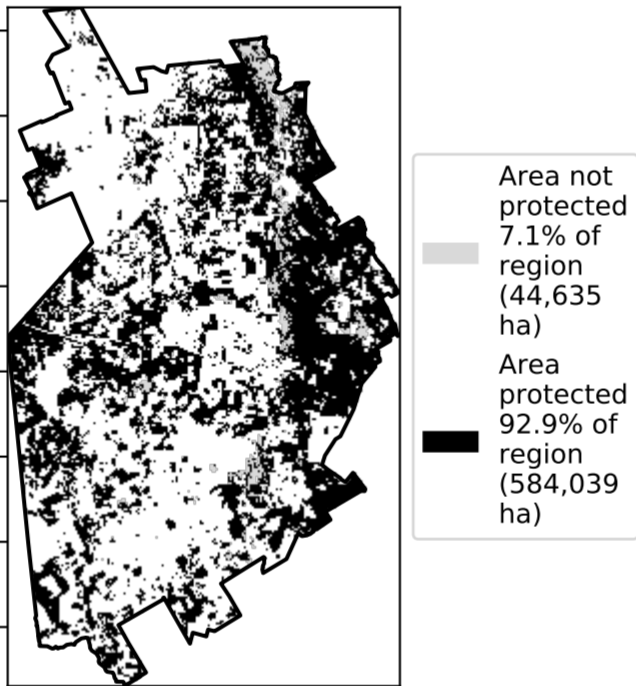 Area not
protected
7.1% of
region
(44,635
ha)
Area
protected
92.9% of
region
(584,039
ha)